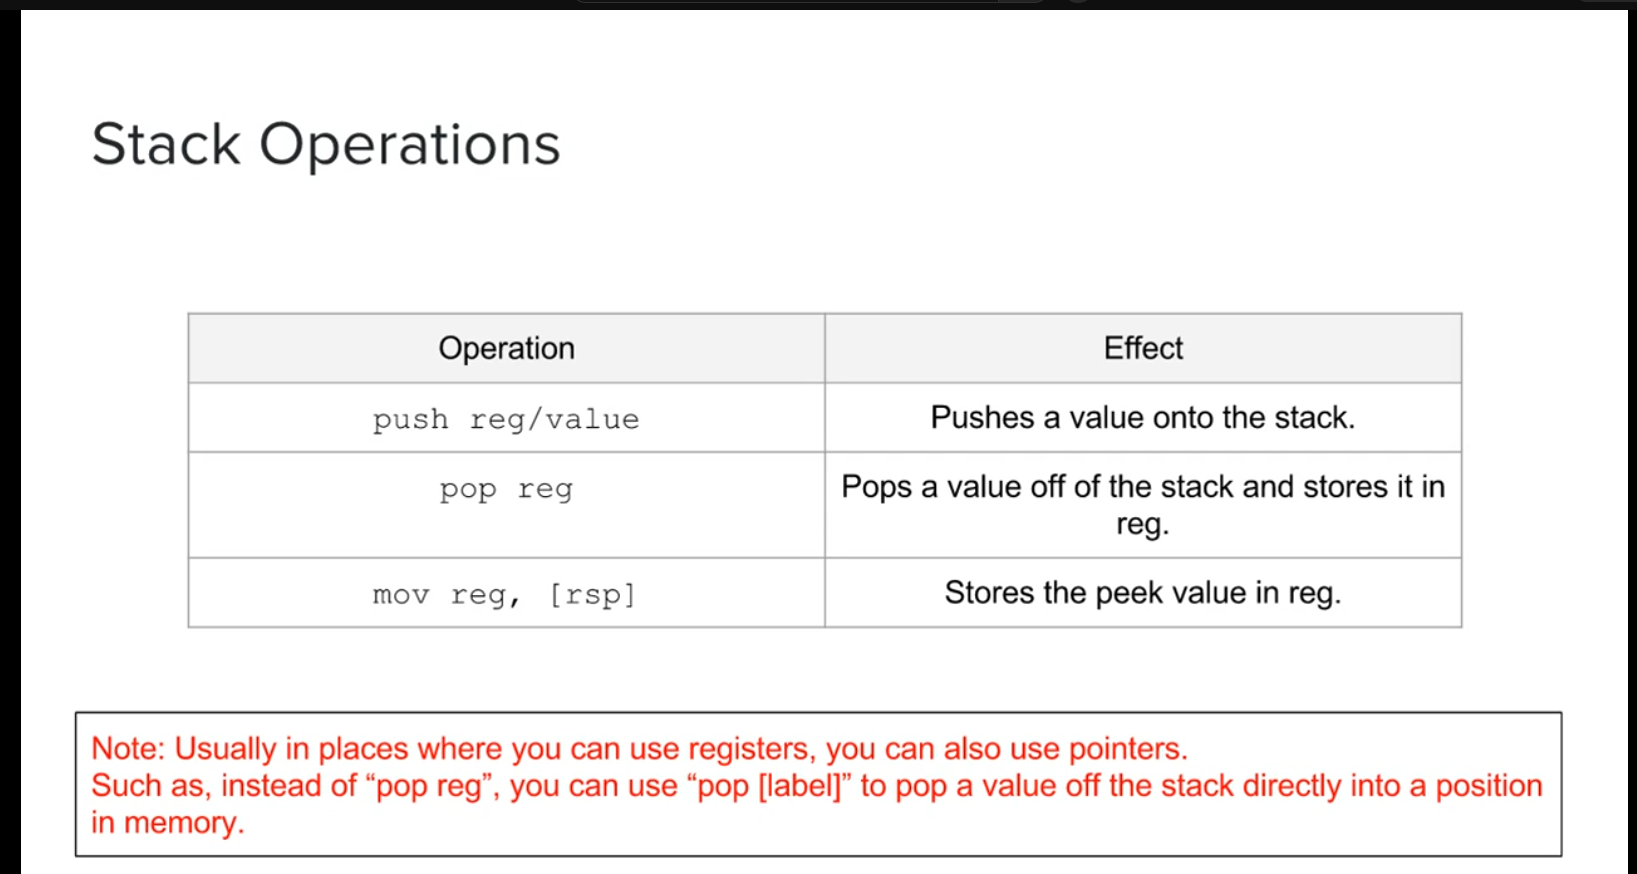 Stack Operations
Operation
Effect
push reg/value
Pushes a value onto the stack.
pop reg
Pops a value off of the stack and stores it in
reg.
mov reg, [rsp]
Stores the peek value in reg.
Note: Usually in places where you can use registers, you can also use pointers.
Such as, instead of “pop reg”, you can use “pop [label]” to pop a value off the stack directly into a position
in memory.